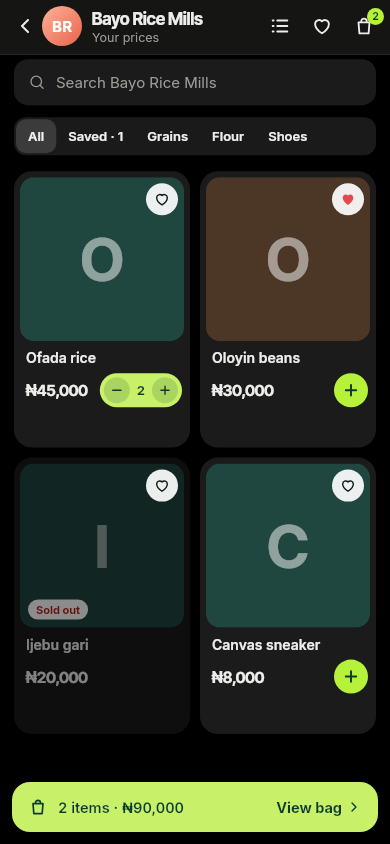 BR
Bayo Rice Mills
Your prices
2
Search Bayo Rice Mills
All
Saved · 1
Grains
Flour
Shoes
O
O
Ofada rice
Oloyin beans
₦45,000
2
₦30,000
I
C
Sold out
Ijebu gari
Canvas sneaker
₦20,000
₦8,000
2 items · ₦90,000
View bag